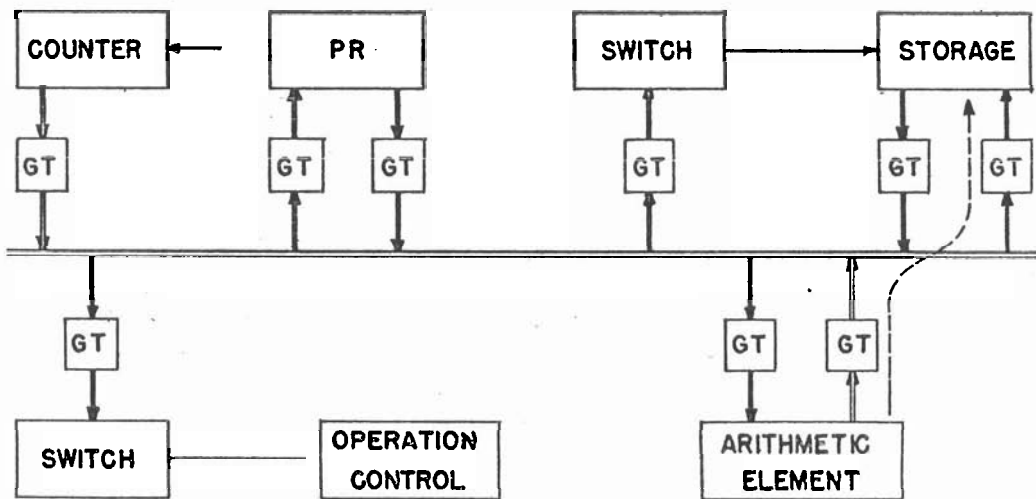 COUNTER
PR
SWITCH
STORAGE
GT
GT
GT
GT
GT
GT
GT
GT
GT
SWITCH
OPERATION
CONTROL
ARITHMETIC
ELEMENT